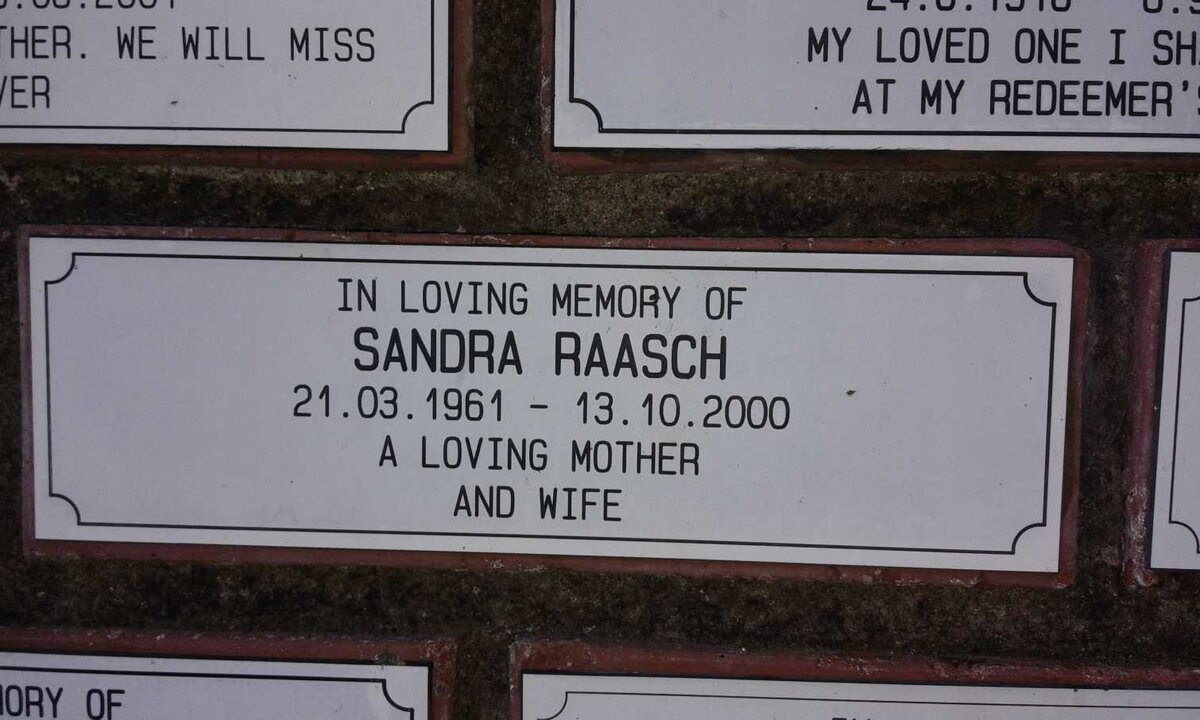 THER. WE WILL MISS
VER
MY LOVED ONE I
AT MY REDEEMER'S
IN LOVING MEMORY OF
SANDRA RAASCH
21.03.1961 - 13.10.2000
A LOVING MOTHER
AND WIFE
MORY OF